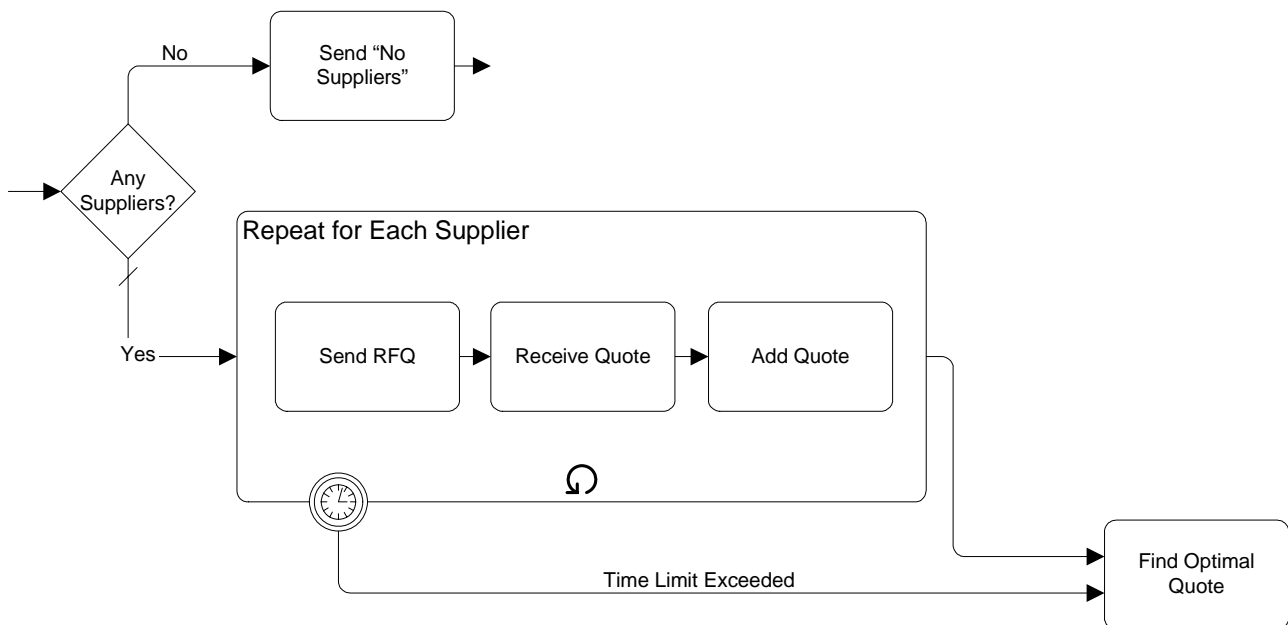 No
Send “No
Suppliers”
Any
Suppliers?
Repeat for Each Supplier
Send RFQ
Receive Quote
Add Quote
Yes
Find Optimal
Quote
Time Limit Exceeded